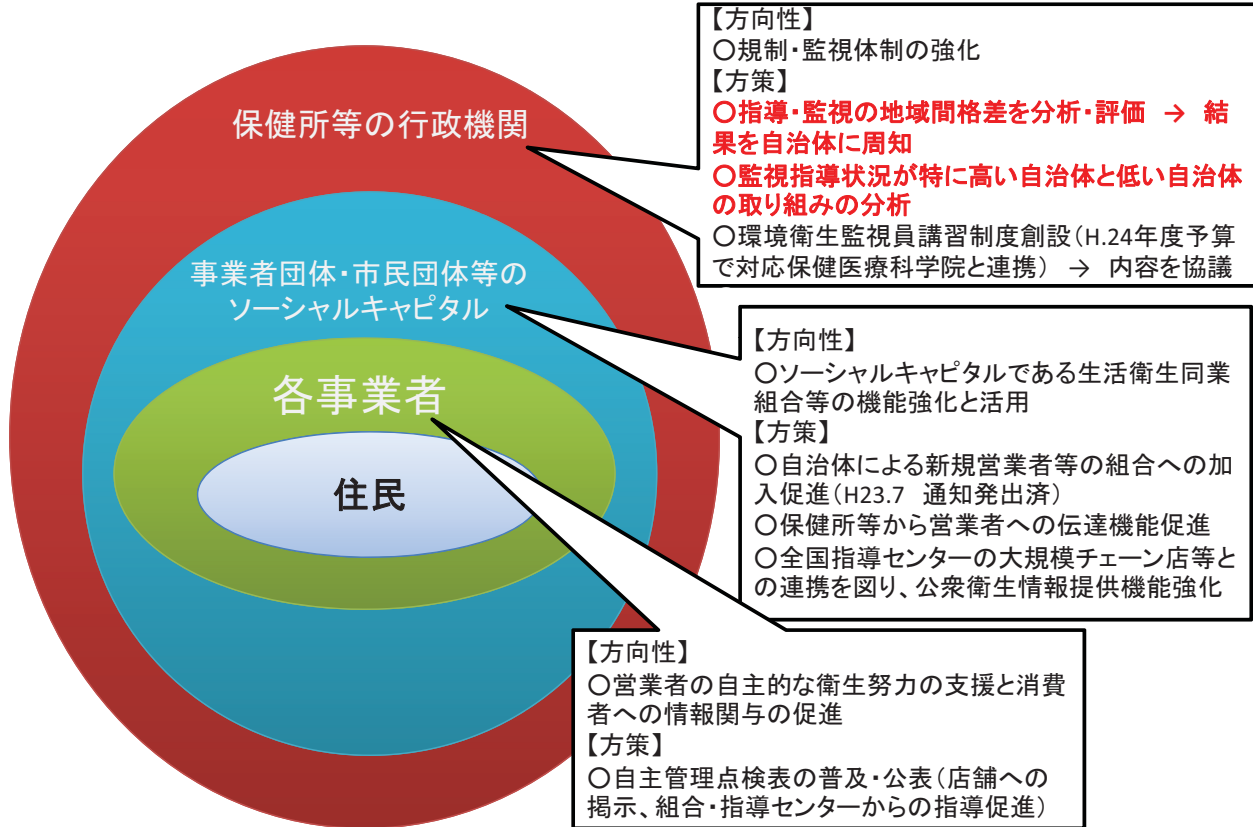 保健所等の行政機関
事業者団体・市民団体等の
ソーシャルキャピタル
各事業者
住民
【方向性】
〇規制・監視体制の強化
【方策】
〇指導・監視の地域間格差を分析・評価 → 結
果を自治体に周知
〇監視指導状況が特に高い自治体と低い自治体
の取り組みの分析
〇環境衛生監視員講習制度創設(H.24年度予算
で対応保健医療科学院と連携) → 内容を協議
【方向性】
〇ソーシャルキャピタルである生活衛生同業
組合等の機能強化と活用
【方策】
〇自治体による新規営業者等の組合への加
入促進(H23.7 通知発出済)
〇保健所等から営業者への伝達機能促進
〇全国指導センターの大規模チェーン店等と
の連携を図り、公衆衛生情報提供機能強化
【方向性】
〇営業者の自主的な衛生努力の支援と消費
者への情報関与の促進
【方策】
〇自主管理点検表の普及・公表(店舗への
掲示、組合・指導センターからの指導促進)